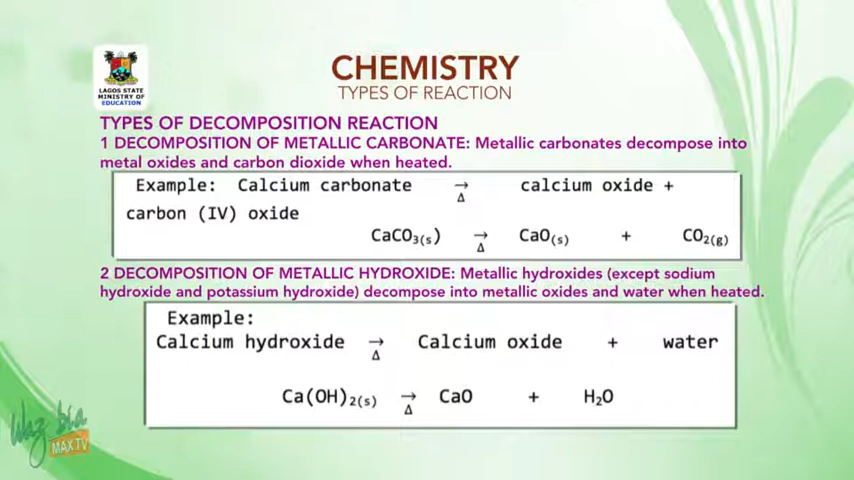 LAGOS STATE
MINISTRY OF
EDUCATION
CHEMISTRY
TYPES OF REACTION
TYPES OF DECOMPOSITION REACTION
1 DECOMPOSITION OF METALLIC CARBONATE: Metallic carbonates decompose into
metal oxides and carbon dioxide when heated.
Example: Calcium carbonate →Δ calcium oxide +
carbon (IV) oxide
CaCO₃(s) →Δ CaO(s) + CO₂(g)
2 DECOMPOSITION OF METALLIC HYDROXIDE: Metallic hydroxides (except sodium
hydroxide and potassium hydroxide) decompose into metallic oxides and water when heated.
Example:
Calcium hydroxide →Δ Calcium oxide + water
Ca(OH)₂(s) →Δ CaO + H₂O
MAX TV